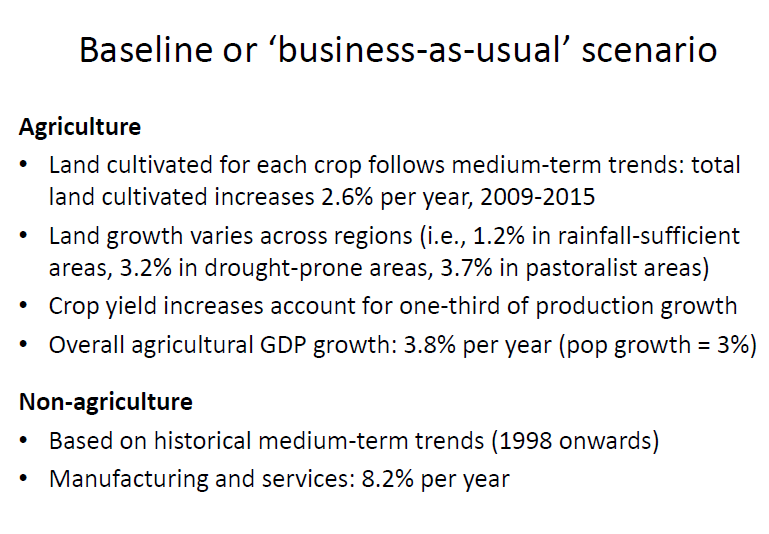 Baseline or ‘business-as-usual’ scenario
Agriculture
• Land cultivated for each crop follows medium-term trends: total
land cultivated increases 2.6% per year, 2009-2015
• Land growth varies across regions (i.e., 1.2% in rainfall-sufficient
areas, 3.2% in drought-prone areas, 3.7% in pastoralist areas)
• Crop yield increases account for one-third of production growth
• Overall agricultural GDP growth: 3.8% per year (pop growth = 3%)
Non-agriculture
• Based on historical medium-term trends (1998 onwards)
• Manufacturing and services: 8.2% per year